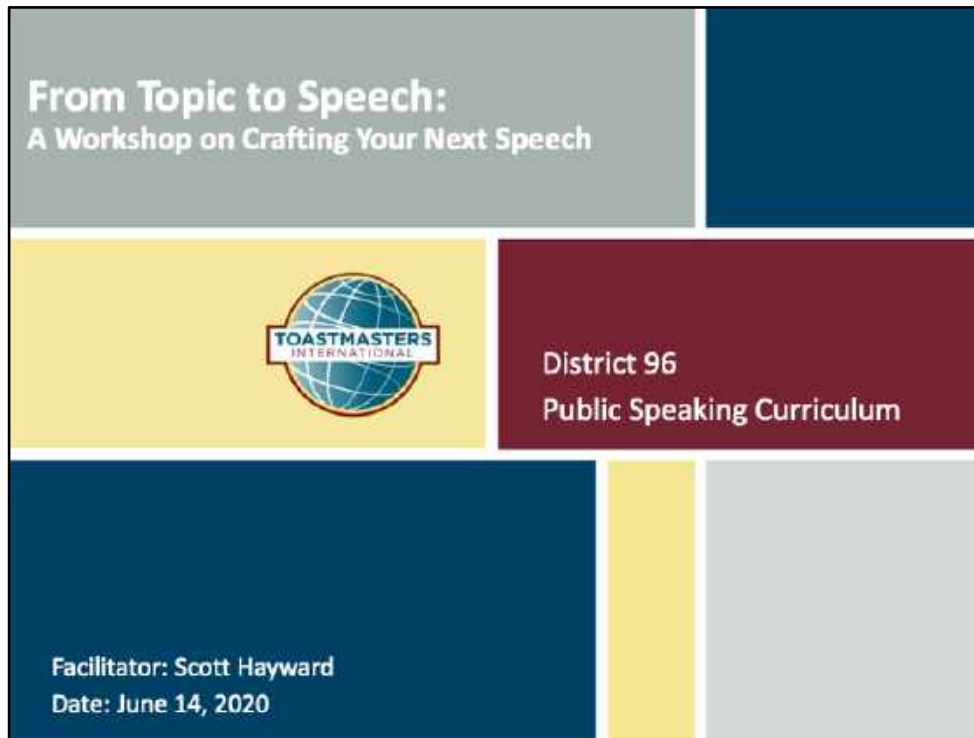 From Topic to Speech:
A Workshop on Crafting Your Next Speech
TOASTMASTERS
INTERNATIONAL
District 96
Public Speaking Curriculum
Facilitator: Scott Hayward
Date: June 14, 2020